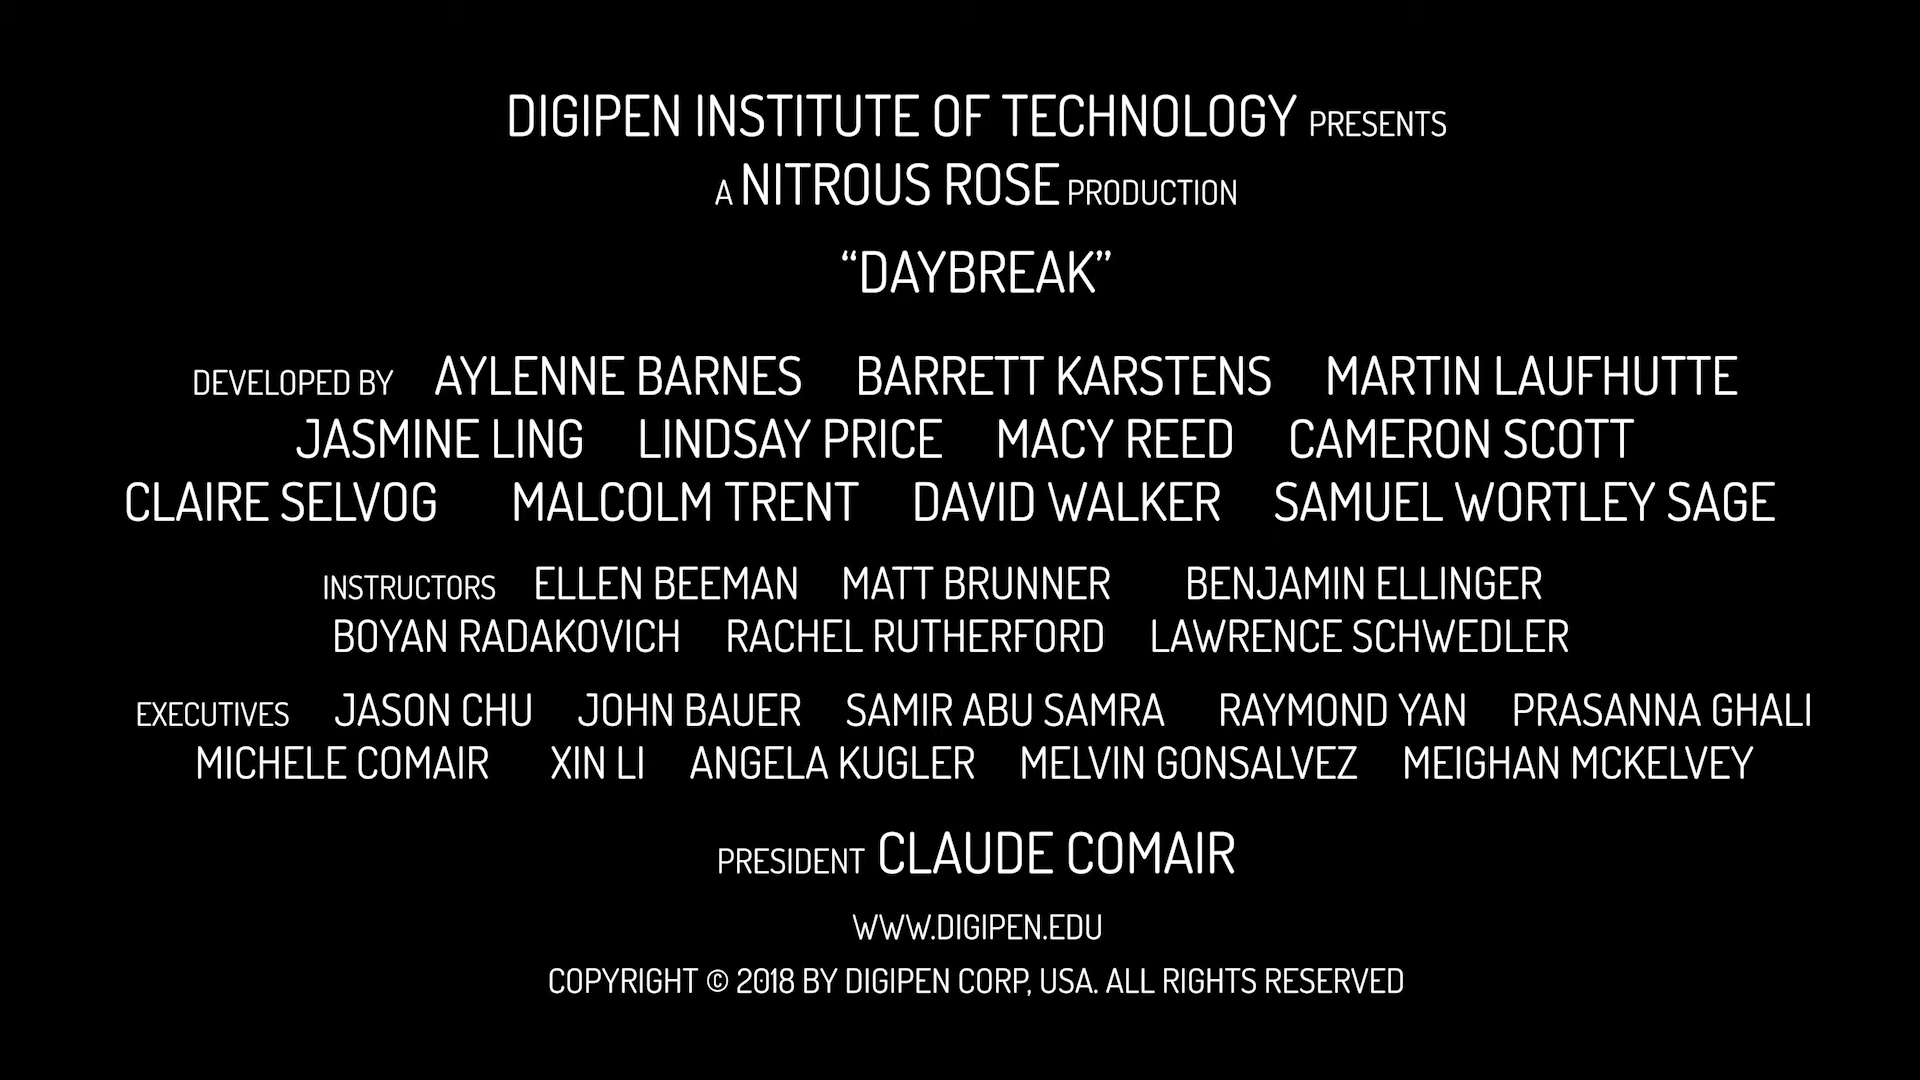 DIGIPEN INSTITUTE OF TECHNOLOGY PRESENTS
A NITROUS ROSE PRODUCTION
“DAYBREAK”
DEVELOPED BY AYLENNE BARNES BARRETT KARSTENS MARTIN LAUFHUTTE
JASMINE LING LINDSAY PRICE MACY REED CAMERON SCOTT
CLAIRE SELVOG MALCOLM TRENT DAVID WALKER SAMUEL WORTLEY SAGE
INSTRUCTORS ELLEN BEEMAN MATT BRUNNER BENJAMIN ELLINGER
BOYAN RADAKOVICH RACHEL RUTHERFORD LAWRENCE SCHWEDLER
EXECUTIVES JASON CHU JOHN BAUER SAMIR ABU SAMRA RAYMOND YAN PRASANNA GHALI
MICHELE COMAIR XIN LI ANGELA KUGLER MELVIN GONSALVEZ MEIGHAN MCKELVEY
PRESIDENT CLAUDE COMAIR
WWW.DIGIPEN.EDU
COPYRIGHT © 2018 BY DIGIPEN CORP, USA. ALL RIGHTS RESERVED